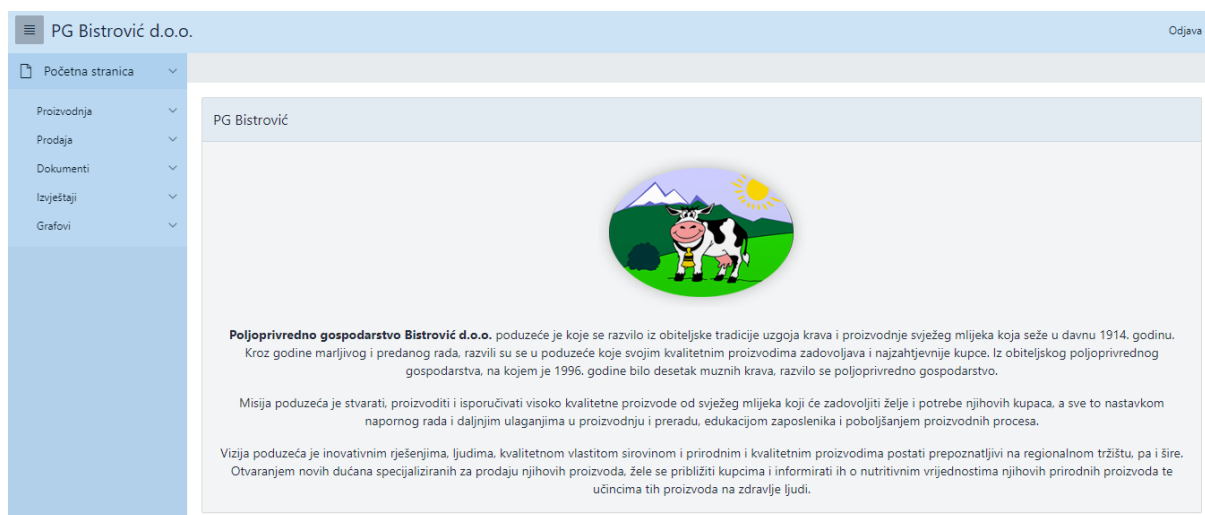 PG Bistrović d.o.o.
Odjava
Početna stranica
Proizvodnja
Prodaja
Dokumenti
Izvještaji
Grafovi
PG Bistrović
Poljoprivredno gospodarstvo Bistrović d.o.o. poduzeće je koje se razvilo iz obiteljske tradicije uzgoja krava i proizvodnje svježeg mlijeka koja seže u davnu 1914. godinu.
Kroz godine marljivog i predanog rada, razvili su se u poduzeće koje svojim kvalitetnim proizvodima zadovoljava i najzahtjevnije kupce. Iz obiteljskog poljoprivrednog
gospodarstva, na kojem je 1996. godine bilo desetak muznih krava, razvilo se poljoprivredno gospodarstvo.
Misija poduzeća je stvarati, proizvoditi i isporučivati visoko kvalitetne proizvode od svježeg mlijeka koji će zadovoljiti želje i potrebe njihovih kupaca, a sve to nastavkom
napornog rada i daljnjim ulaganjima u proizvodnju i preradu, edukacijom zaposlenika i poboljšanjem proizvodnih procesa.
Vizija poduzeća je inovativnim rješenjima, ljudima, kvalitetnom vlastitom sirovinom i prirodnim i kvalitetnim proizvodima postati prepoznatljivi na regionalnom tržištu, pa i šire.
Otvaranjem novih dućana specijaliziranih za prodaju njihovih proizvoda, žele se približiti kupcima i informirati ih o nutritivnim vrijednostima njihovih prirodnih proizvoda te
učincima tih proizvoda na zdravlje ljudi.